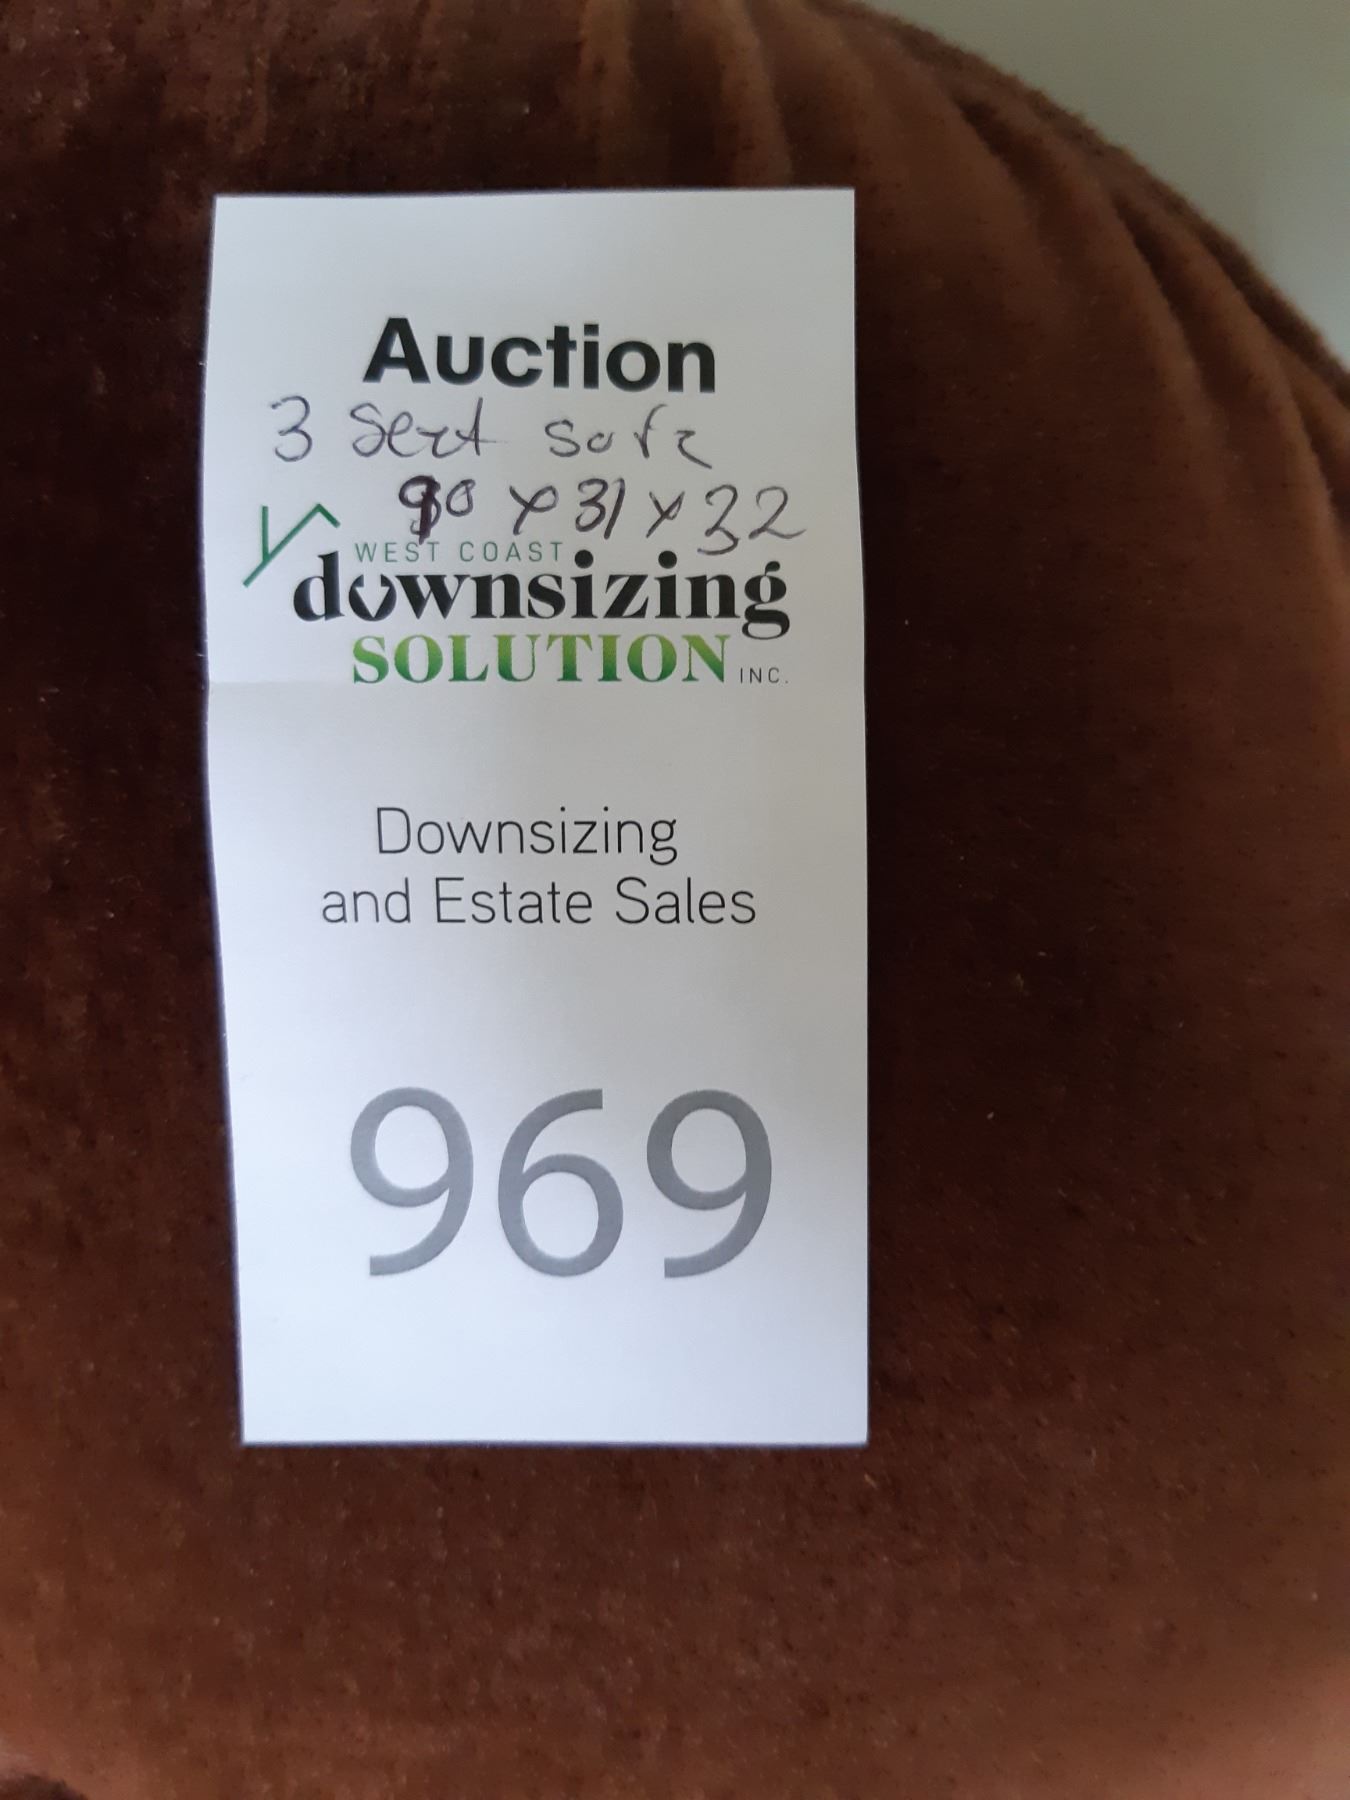 Auction
3 Seat sofa
90 x 31 x 32
WEST COAST
downsizing
SOLUTION INC.
Downsizing
and Estate Sales
969